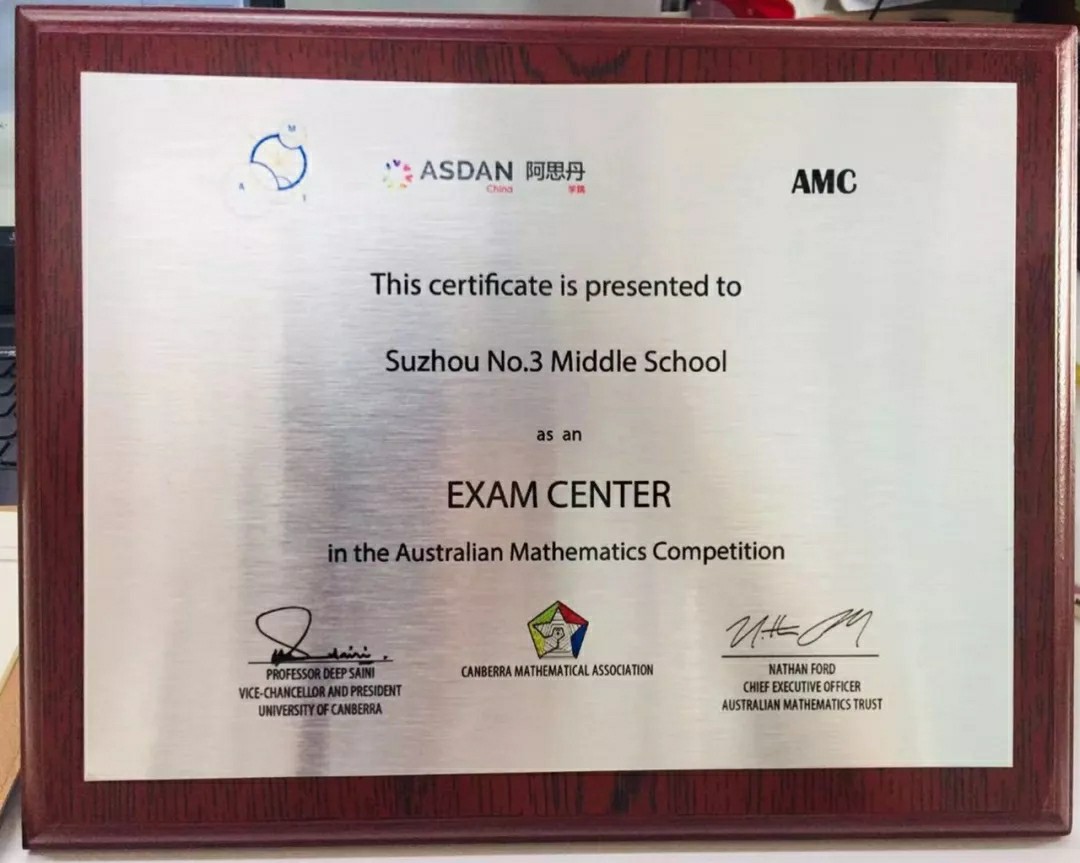 M
A
T
ASDAN 阿思丹
China 学院
AMC
This certificate is presented to
Suzhou No.3 Middle School
as an
EXAM CENTER
in the Australian Mathematics Competition
PROFESSOR DEEP SAINI
VICE-CHANCELLOR AND PRESIDENT
UNIVERSITY OF CANBERRA
CANBERRA MATHEMATICAL ASSOCIATION
NATHAN FORD
CHIEF EXECUTIVE OFFICER
AUSTRALIAN MATHEMATICS TRUST